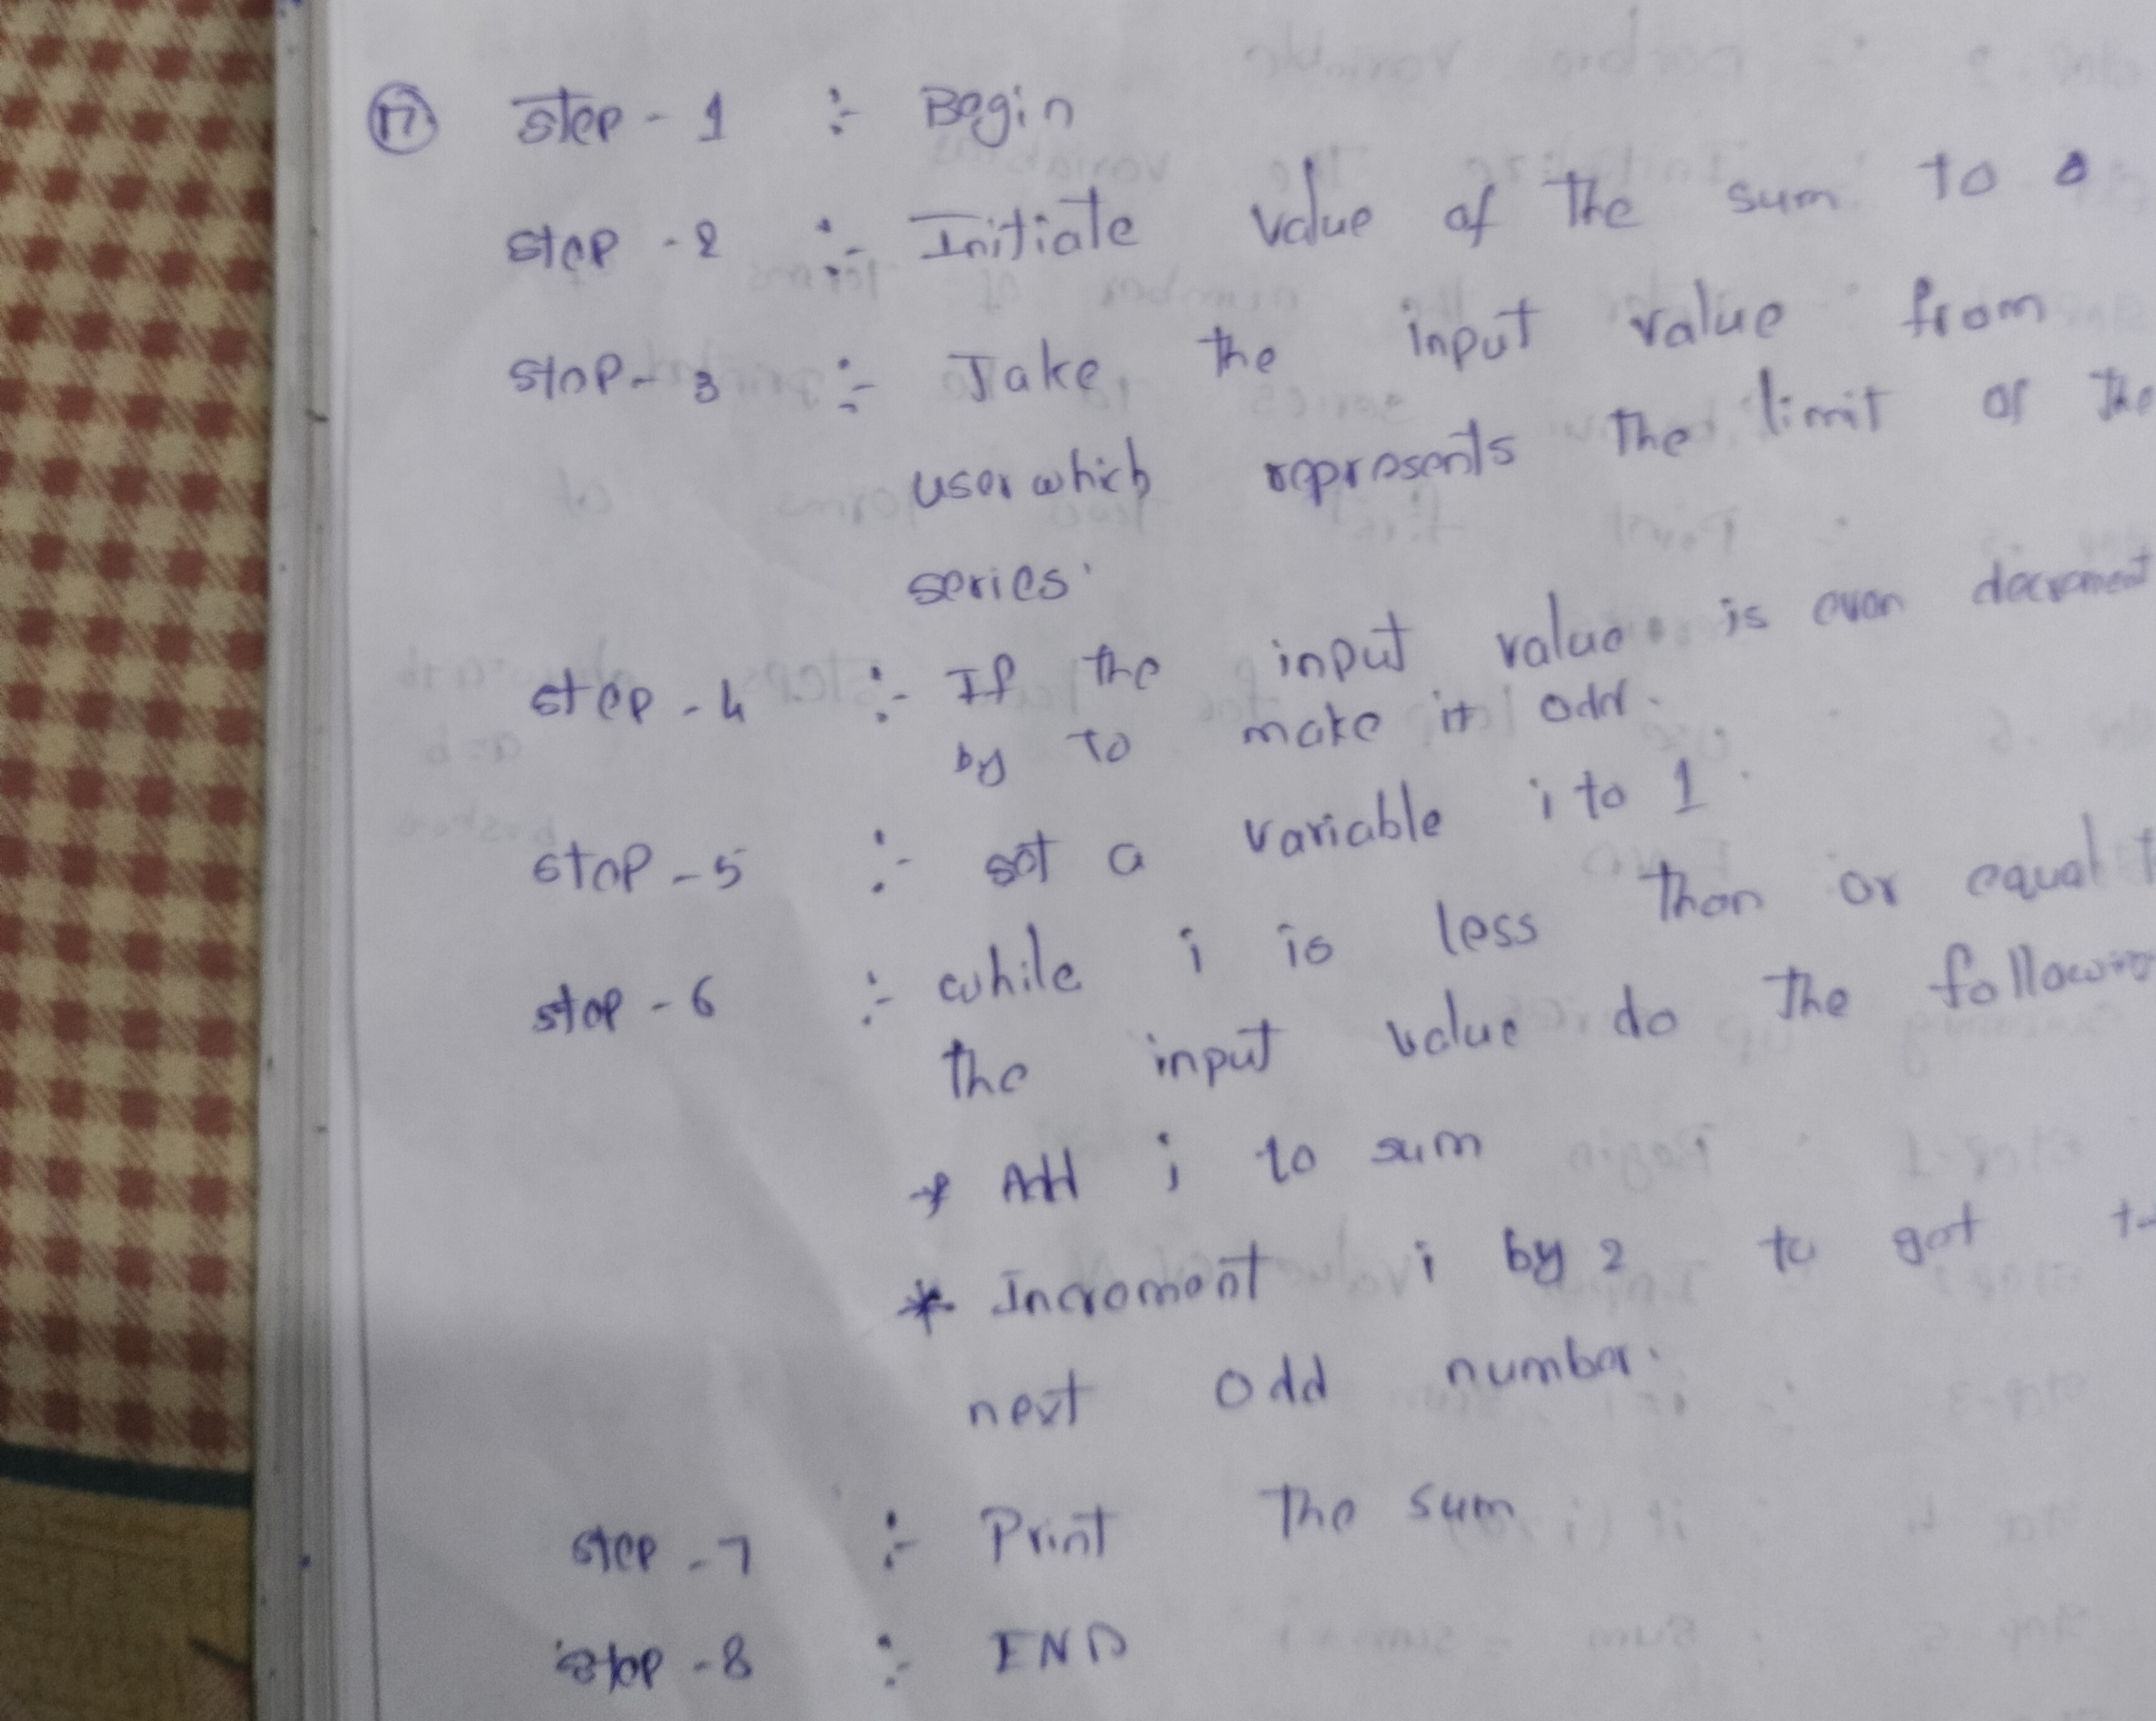 17 Step - 1 :- Begin
Step - 2 :- Initiate value of the sum to 0
Step - 3 :- Take the input value from
user which represents the limit of the
series.
Step - 4 :- If the input value is even decrement
by to make it odd.
Step - 5 :- set a variable i to 1.
Step - 6 :- while i is less than or equal
the input value do the
* Add i to sum
* Increment i by 2 to get
next odd number.
Step - 7 :- Print the sum
Step - 8 :- END